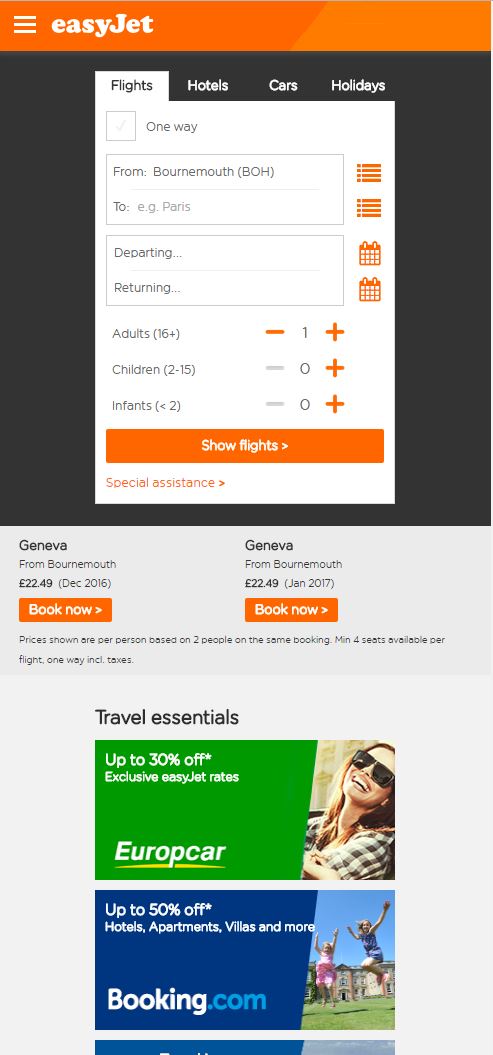 easyJet
Flights Hotels Cars Holidays
One way
From: Bournemouth (BOH)
To: e.g. Paris
Departing...
Returning...
Adults (16+) 1
Children (2-15) 0
Infants (< 2) 0
Show flights >
Special assistance >
Geneva
From Bournemouth
£22.49 (Dec 2016)
Book now >
Geneva
From Bournemouth
£22.49 (Jan 2017)
Book now >
Prices shown are per person based on 2 people on the same booking. Min 4 seats available per
flight, one way incl. taxes.
Travel essentials
Up to 30% off*
Exclusive easyJet rates
Europcar
Up to 50% off*
Hotels, Apartments, Villas and more
Booking.com